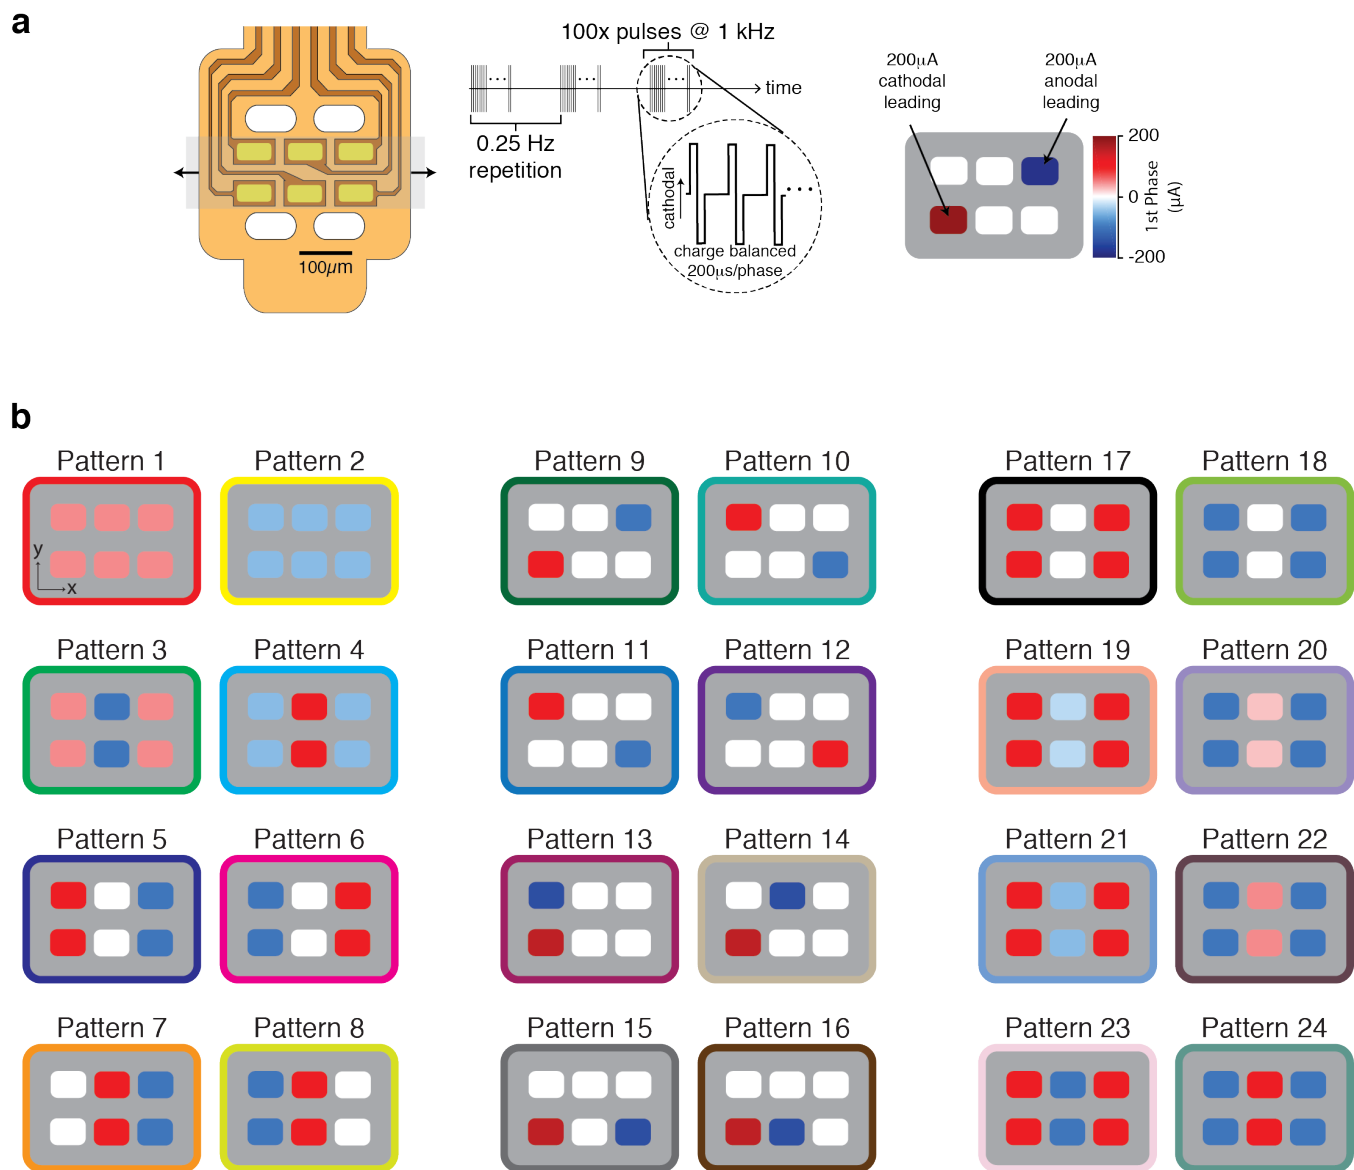 a
100x pulses @ 1 kHz
time
0.25 Hz
repetition
cathodal
charge balanced
200µs/phase
100µm
200µA
cathodal
leading
200µA
anodal
leading
200
0
-200
1st Phase
(µA)
b
Pattern 1
Pattern 2
Pattern 9
Pattern 10
Pattern 17
Pattern 18
y
x
Pattern 3
Pattern 4
Pattern 11
Pattern 12
Pattern 19
Pattern 20
Pattern 5
Pattern 6
Pattern 13
Pattern 14
Pattern 21
Pattern 22
Pattern 7
Pattern 8
Pattern 15
Pattern 16
Pattern 23
Pattern 24